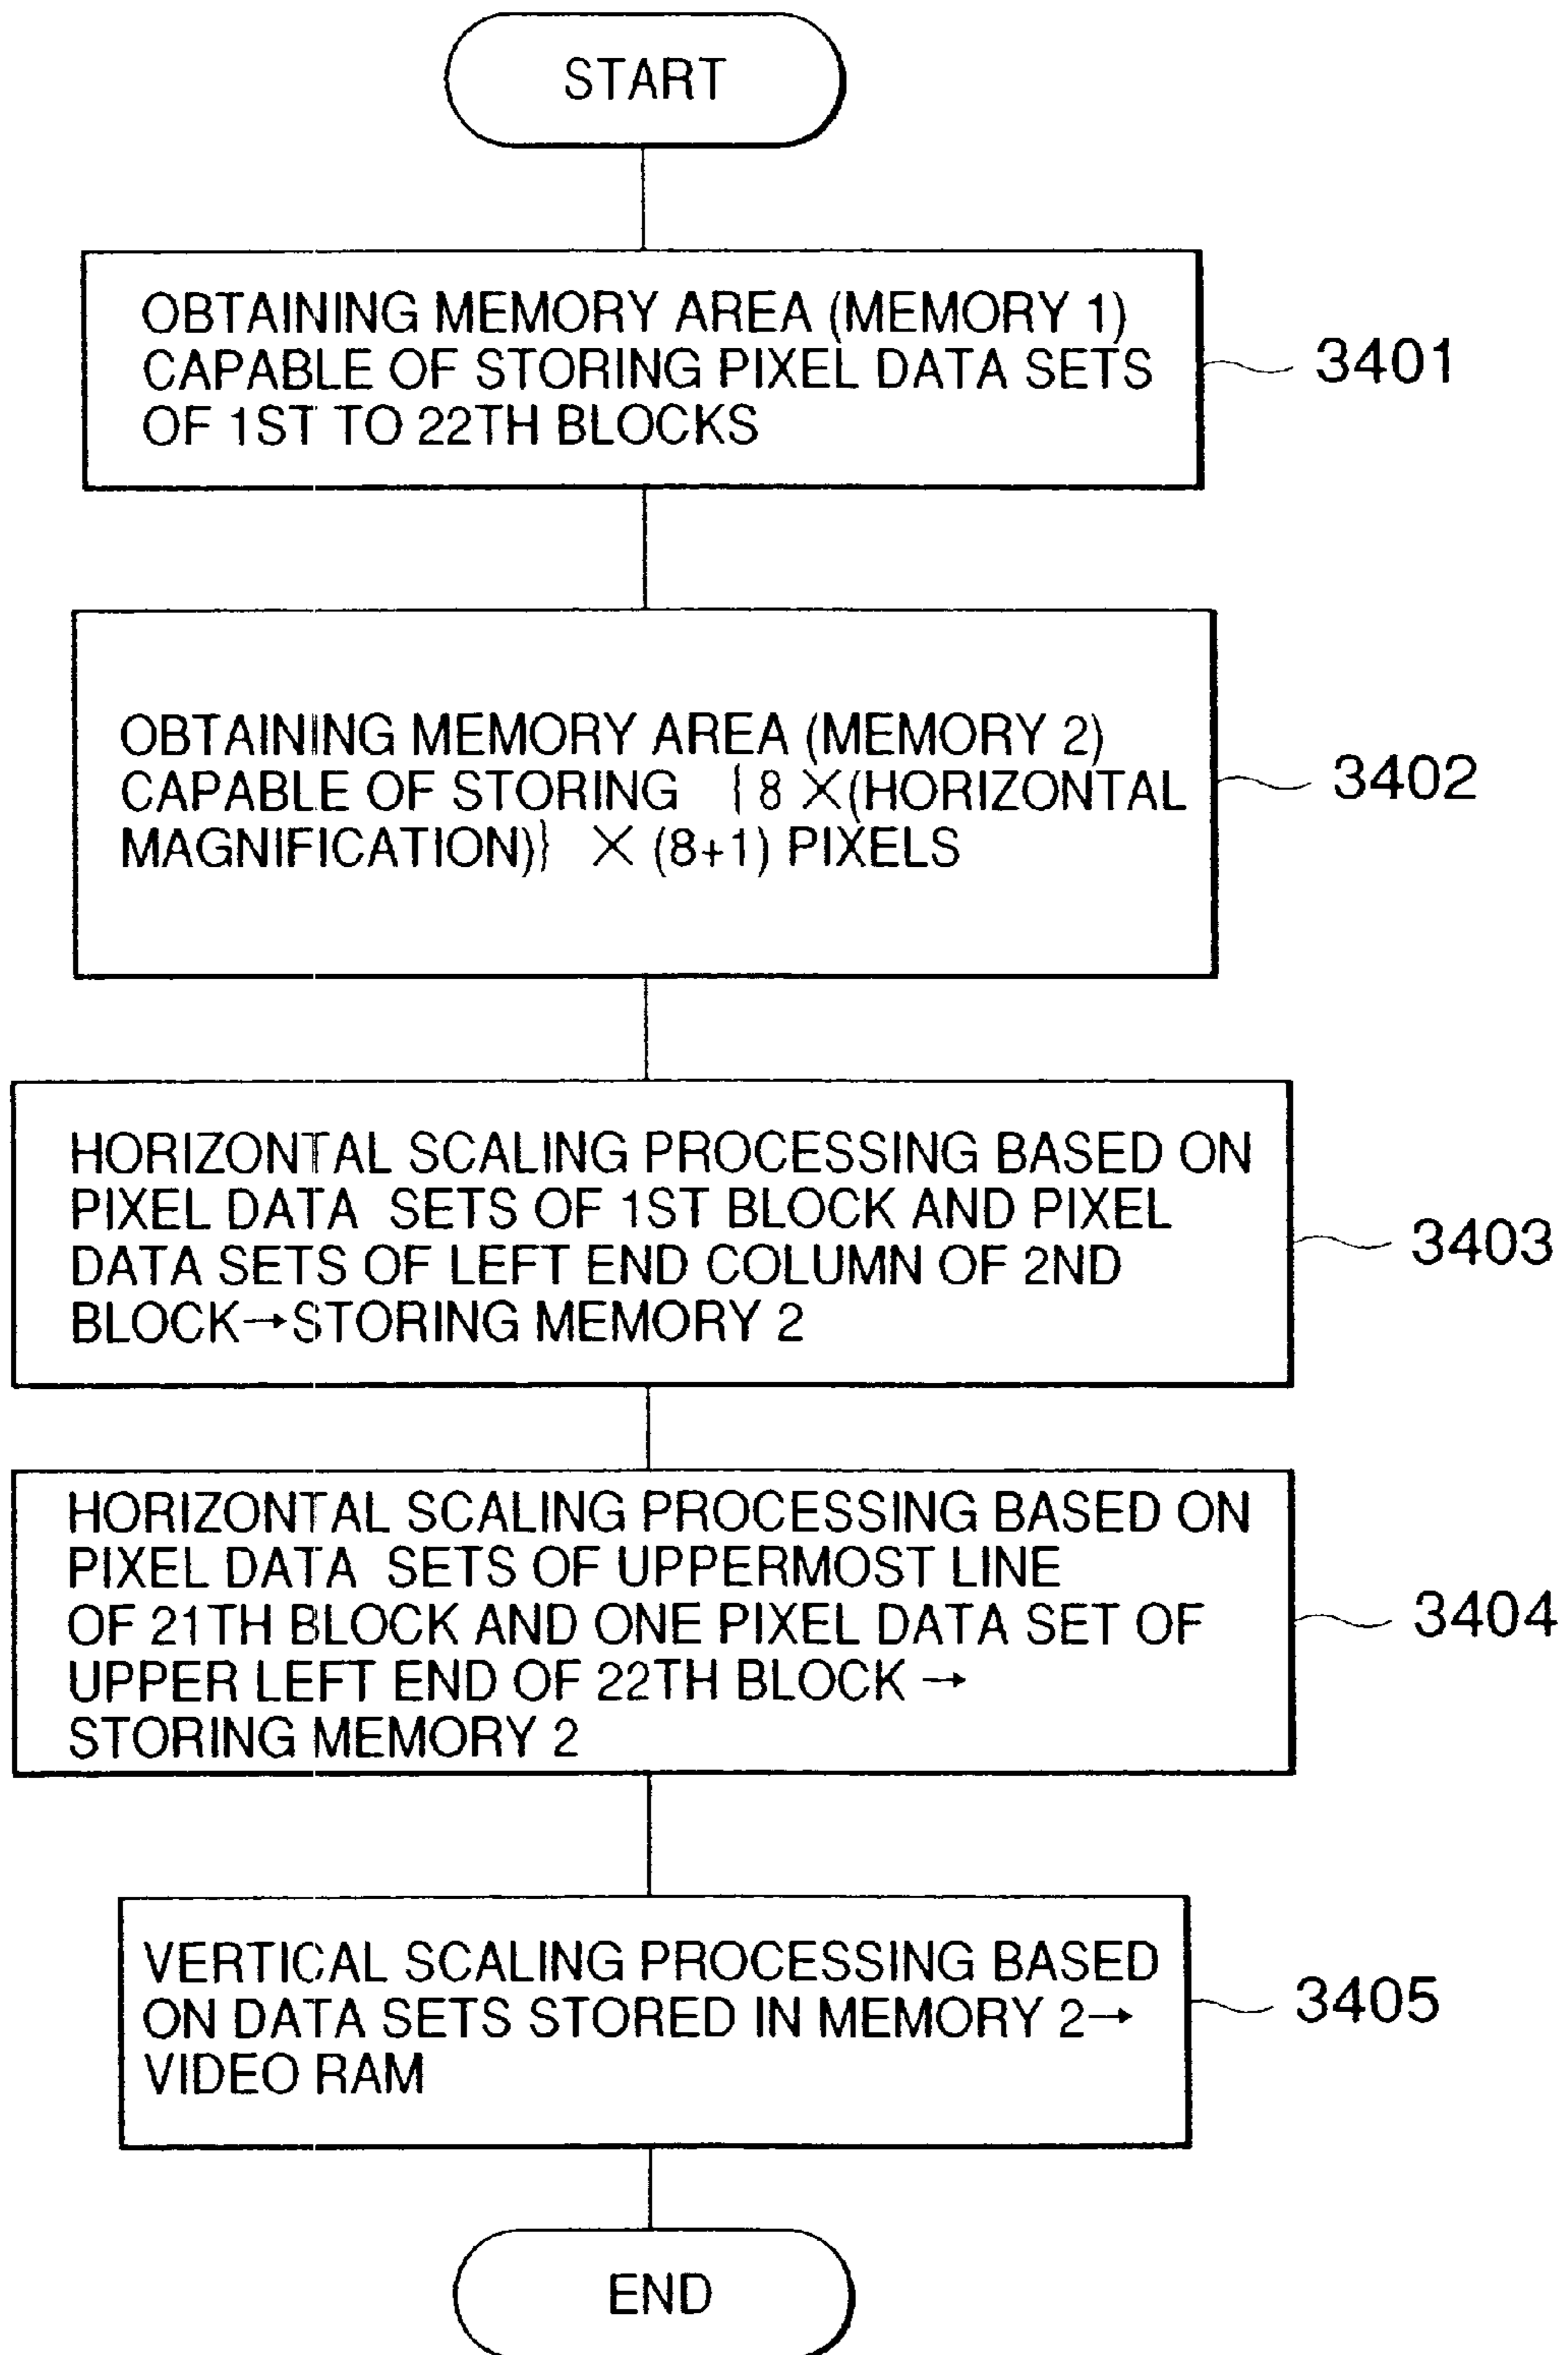 START
OBTAINING MEMORY AREA (MEMORY 1)
CAPABLE OF STORING PIXEL DATA SETS
OF 1ST TO 22TH BLOCKS
3401
OBTAINING MEMORY AREA (MEMORY 2)
CAPABLE OF STORING {8 ×(HORIZONTAL
MAGNIFICATION)} × (8+1) PIXELS
3402
HORIZONTAL SCALING PROCESSING BASED ON
PIXEL DATA SETS OF 1ST BLOCK AND PIXEL
DATA SETS OF LEFT END COLUMN OF 2ND
BLOCK→STORING MEMORY 2
3403
HORIZONTAL SCALING PROCESSING BASED ON
PIXEL DATA SETS OF UPPERMOST LINE
OF 21TH BLOCK AND ONE PIXEL DATA SET OF
UPPER LEFT END OF 22TH BLOCK →
STORING MEMORY 2
3404
VERTICAL SCALING PROCESSING BASED
ON DATA SETS STORED IN MEMORY 2→
VIDEO RAM
3405
END